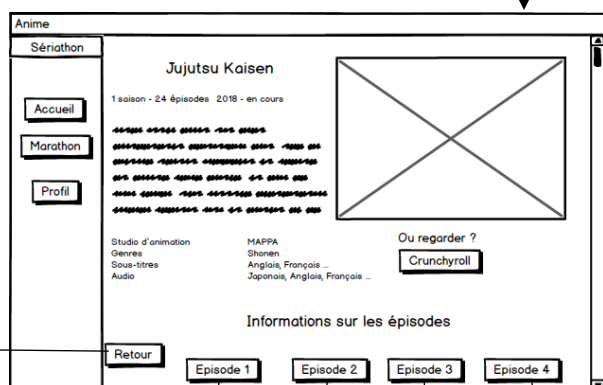 Anime
Sériathon
Jujutsu Kaisen
1 saison - 24 épisodes 2018 - en cours
Accueil
Marathon
Profil
Studio d'animation MAPPA
Genres Shonen
Sous-titres Anglais, Français ...
Audio Japonais, Anglais, Français ...
Ou regarder ?
Crunchyroll
Informations sur les épisodes
Retour
Episode 1 Episode 2 Episode 3 Episode 4